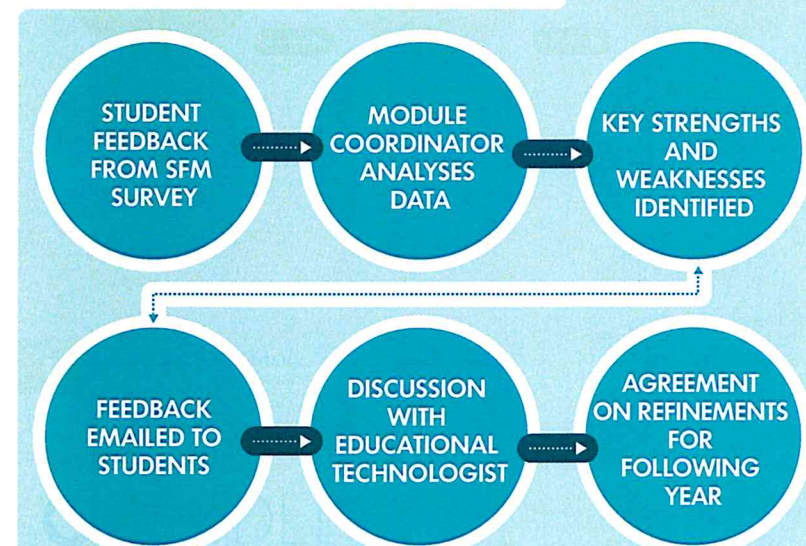 STUDENT
FEEDBACK
FROM SFM
SURVEY
MODULE
COORDINATOR
ANALYSES
DATA
KEY STRENGTHS
AND
WEAKNESSES
IDENTIFIED
FEEDBACK
EMAILED TO
STUDENTS
DISCUSSION
WITH
EDUCATIONAL
TECHNOLOGIST
AGREEMENT
ON REFINEMENTS
FOR
FOLLOWING
YEAR